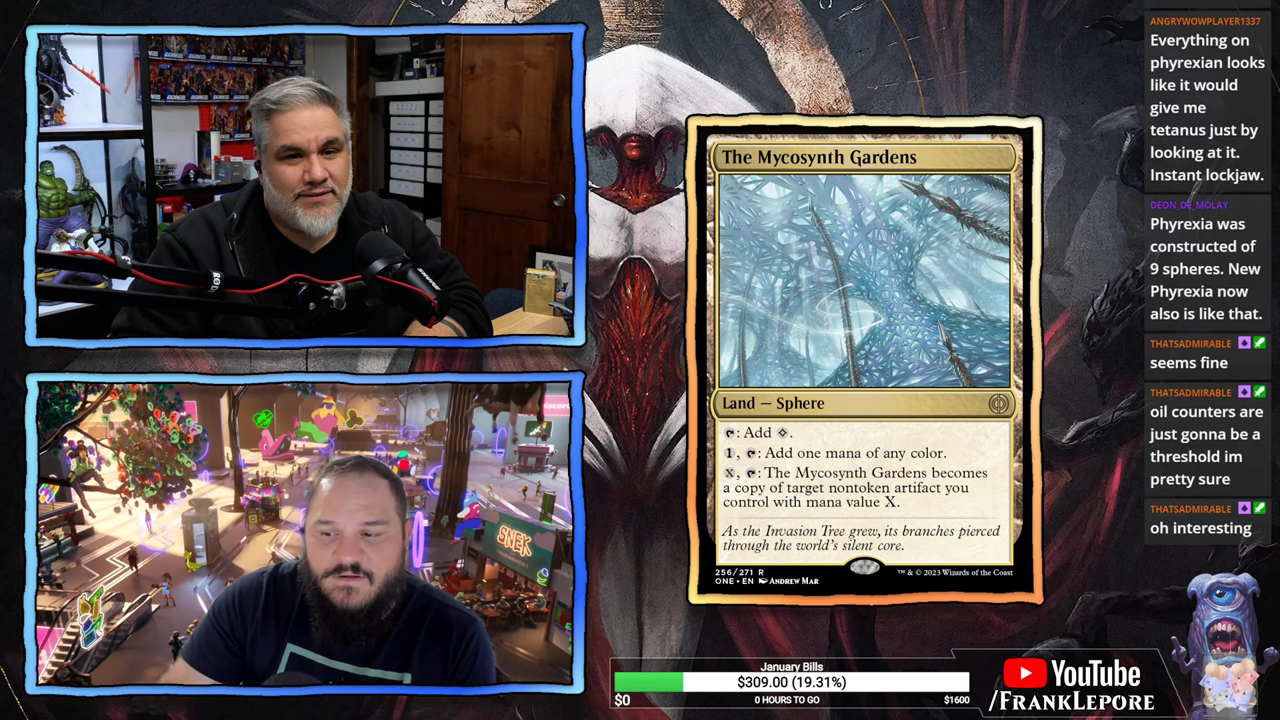 The Mycosynth Gardens
Land — Sphere
: Add .
1, : Add one mana of any color.
X, : The Mycosynth Gardens becomes
a copy of target nontoken artifact you
control with mana value X.
As the Invasion Tree grew, its branches pierced
through the world's silent core.
256/271 R
ONE • EN Andrew Mar
™ & © 2023 Wizards of the Coast
SNEK
January Bills
$309.00 (19.31%)
$0
0 HOURS TO GO
$1600
YouTube
/FrankLepore
ANGRYWOWPLAYER1337
Everything on
phyrexian looks
like it would
give me
tetanus just by
looking at it.
Instant lockjaw.
DEON_DE_MOLAY
Phyrexia was
constructed of
9 spheres. New
Phyrexia now
also is like that.
THATSADMIRABLE
seems fine
THATSADMIRABLE
oil counters are
just gonna be a
threshold im
pretty sure
THATSADMIRABLE
oh interesting